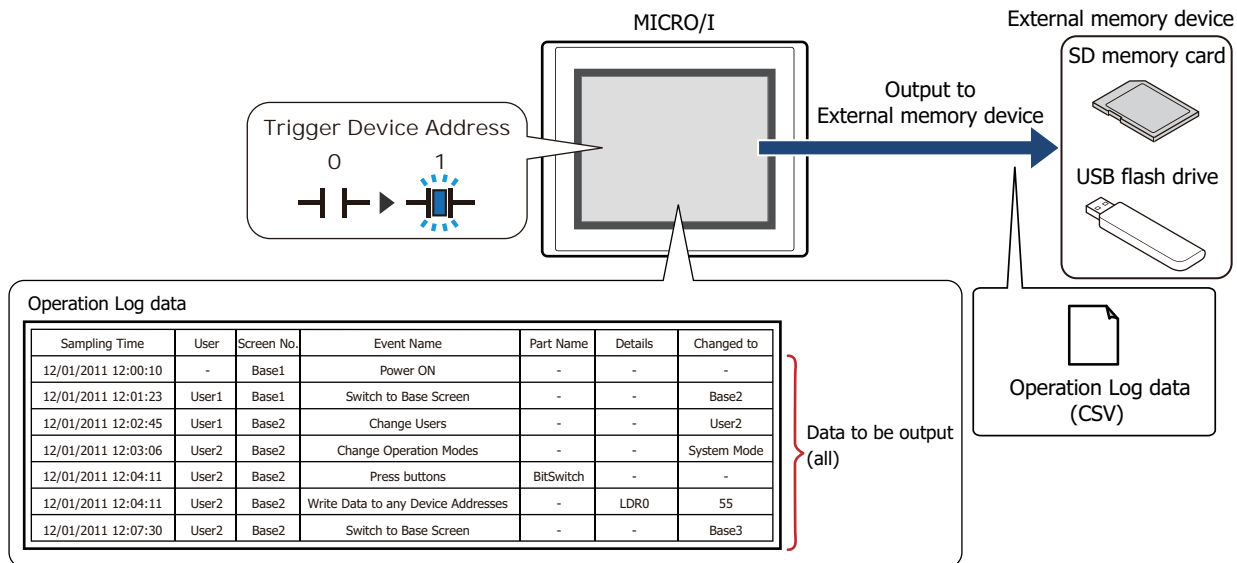 MICRO/I
External memory device
SD memory card
USB flash drive
Output to
External memory device
Trigger Device Address
0 1
Operation Log data
(CSV)
Operation Log data
Sampling Time User Screen No. Event Name Part Name Details Changed to
12/01/2011 12:00:10 - Base1 Power ON - - -
12/01/2011 12:01:23 User1 Base1 Switch to Base Screen - - Base2
12/01/2011 12:02:45 User1 Base2 Change Users - - User2
12/01/2011 12:03:06 User2 Base2 Change Operation Modes - - System Mode
12/01/2011 12:04:11 User2 Base2 Press buttons BitSwitch - -
12/01/2011 12:04:11 User2 Base2 Write Data to any Device Addresses - LDR0 55
12/01/2011 12:07:30 User2 Base2 Switch to Base Screen - - Base3
Data to be output
(all)